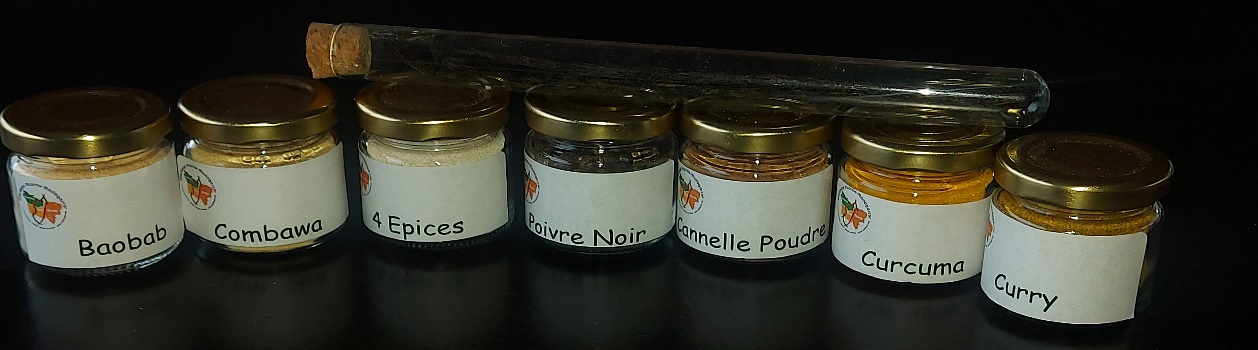 Baobab
Combawa
4 Epices
Poivre Noir
Cannelle Poudre
Curcuma
Curry